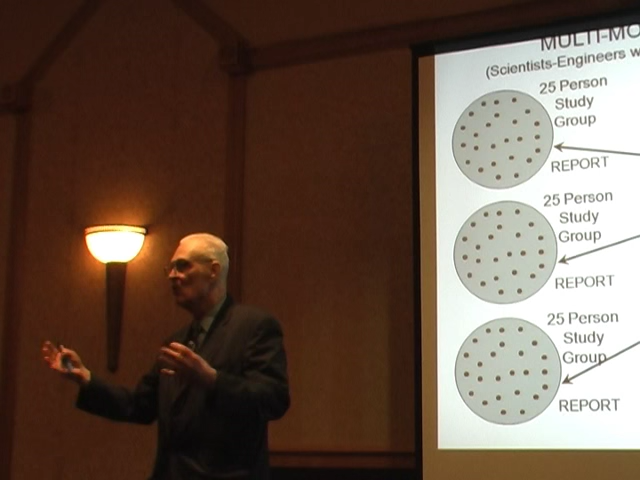 MULTI-MO
(Scientists-Engineers w
25 Person
Study
Group
REPORT
25 Person
Study
Group
REPORT
25 Person
Study
Group
REPORT